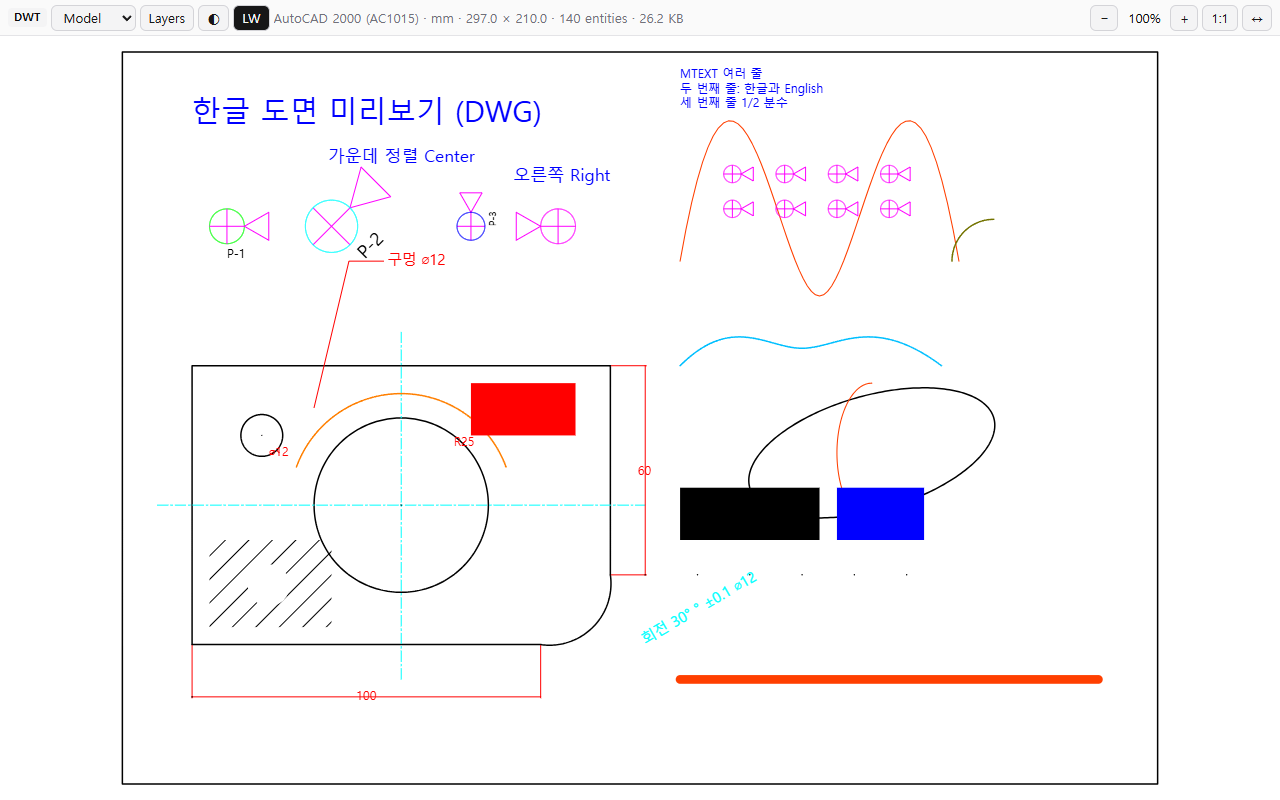 DWT Model Layers ◐ LW AutoCAD 2000 (AC1015) · mm · 297.0 × 210.0 · 140 entities · 26.2 KB − 100% + 1:1 ↔
MTEXT 여러 줄
두 번째 줄: 한글과 English
세 번째 줄 1/2 분수
한글 도면 미리보기 (DWG)
가운데 정렬 Center
오른쪽 Right
P-1
P-2
P-3
구멍 ⌀12
⌀12
R25
60
회전 30° ° ±0.1 ⌀12
100